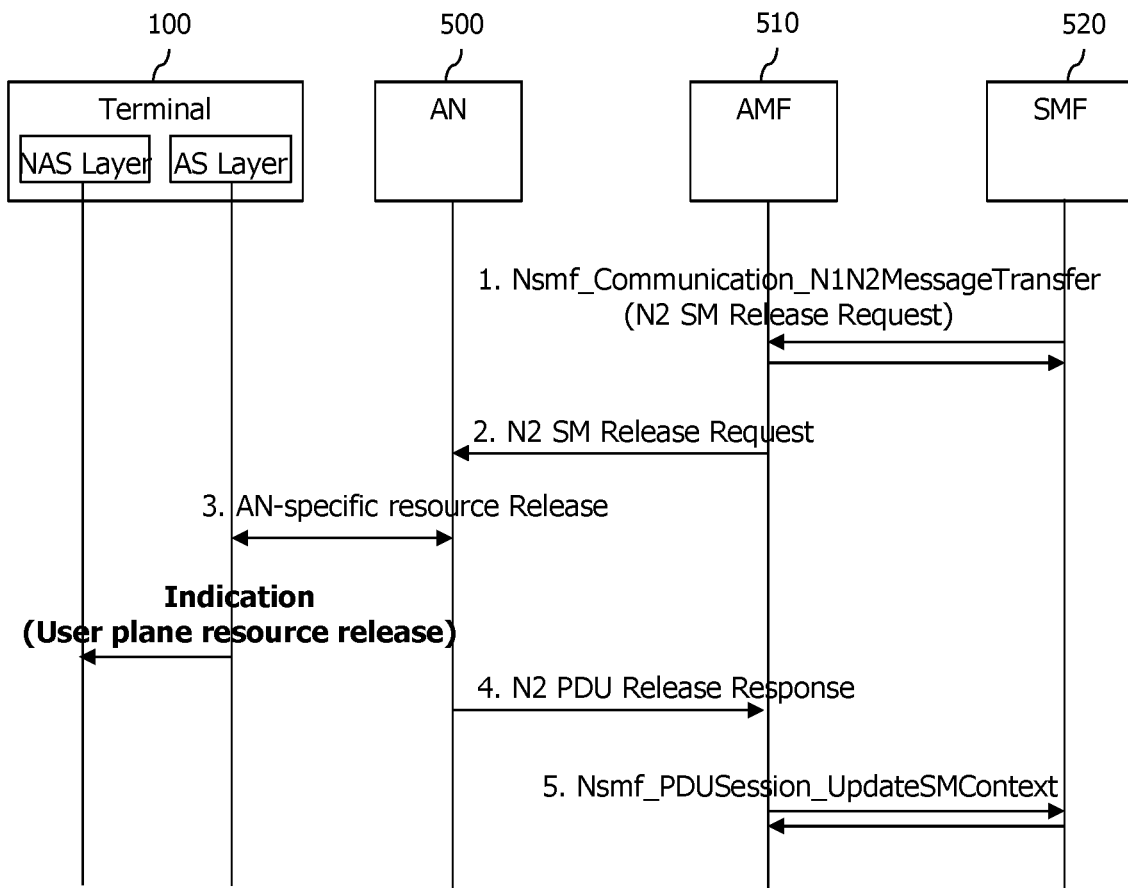 100
500
510
520
Terminal
AN
AMF
SMF
NAS Layer
AS Layer
1. Nsmf_Communication_N1N2MessageTransfer
(N2 SM Release Request)
2. N2 SM Release Request
3. AN-specific resource Release
Indication
(User plane resource release)
4. N2 PDU Release Response
5. Nsmf_PDUSession_UpdateSMContext